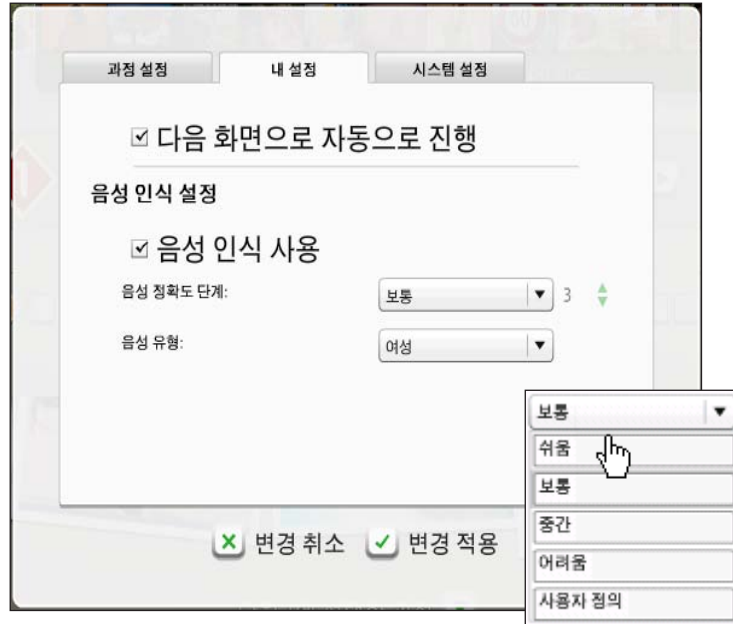 과정 설정
내 설정
시스템 설정
다음 화면으로 자동으로 진행
음성 인식 설정
음성 인식 사용
음성 정확도 단계:
보통
3
음성 유형:
여성
변경 취소
변경 적용
보통
쉬움
보통
중간
어려움
사용자 정의